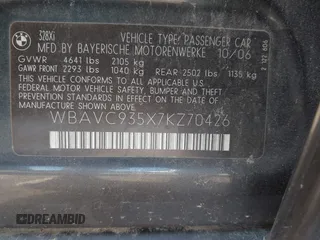 BMW
328Xi
VEHICLE TYPE/ PASSENGER CAR
MFD. BY BAYERISCHE MOTORENWERKE 10/06
GVWR 4641 LBS 2105 KG
GAWR FRONT 2293 LBS 1040 KG REAR 2502 LBS 1135 KG
THIS VEHICLE CONFORMS TO ALL APPLICABLE
FEDERAL MOTOR VEHICLE SAFETY, BUMPER AND
THEFT PREVENTION STANDARDS IN EFFECT ON THE
DATE OF MANUFACTURE SHOWN ABOVE.
WBAVC935X7KZ70426
DREAMBID